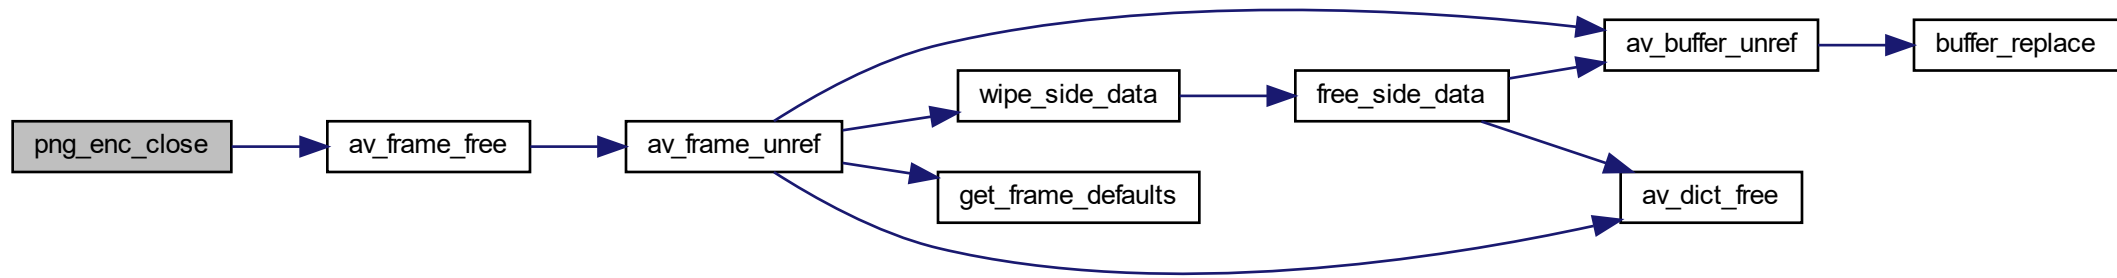 png_enc_close
av_frame_free
av_frame_unref
wipe_side_data
get_frame_defaults
free_side_data
av_buffer_unref
av_dict_free
buffer_replace